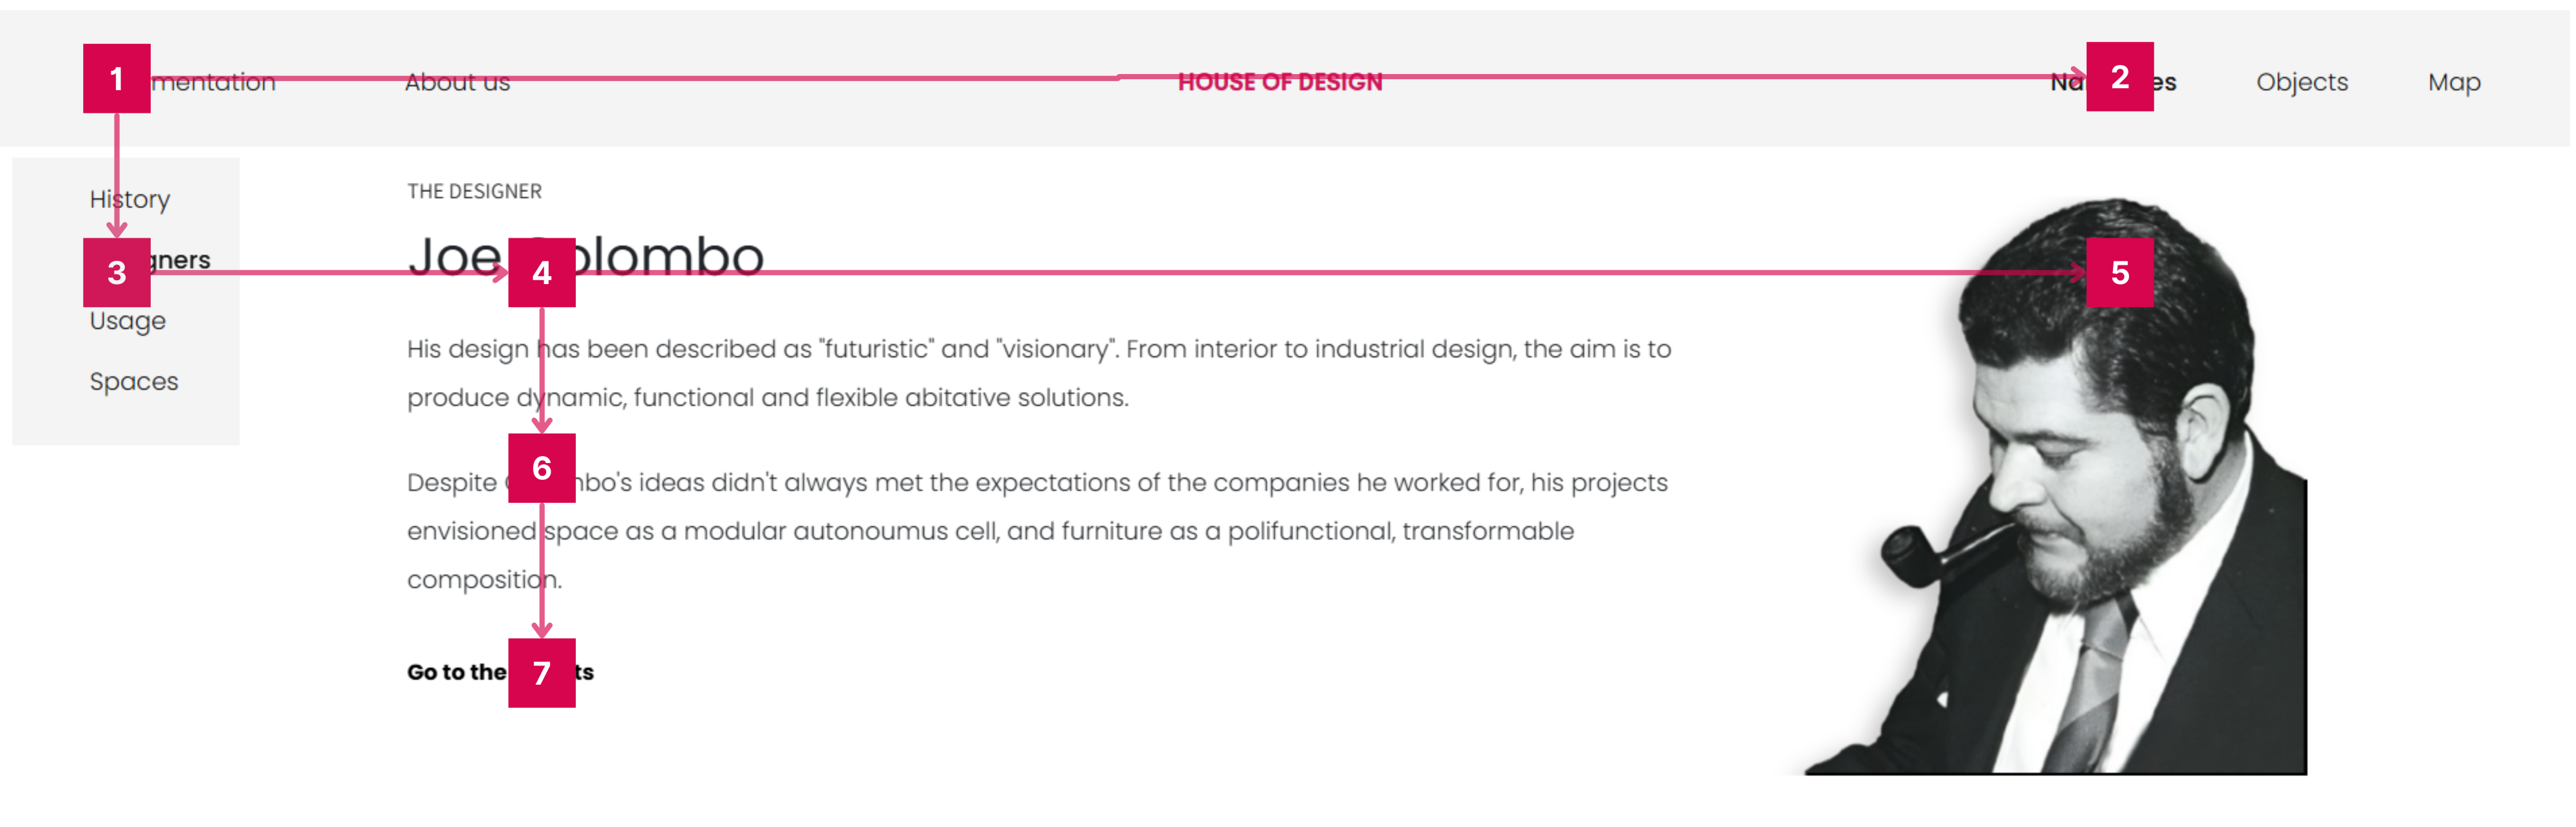 1 mentation About us HOUSE OF DESIGN 2 es Objects Map
History
3 gners
Usage
Spaces
THE DESIGNER
Joe 4 olombo
5
His design has been described as "futuristic" and "visionary". From interior to industrial design, the aim is to
produce dynamic, functional and flexible abitative solutions.
Despite 6 nbo's ideas didn't always met the expectations of the companies he worked for, his projects
envisioned space as a modular autonoumus cell, and furniture as a polifunctional, transformable
composition.
Go to the 7 ts